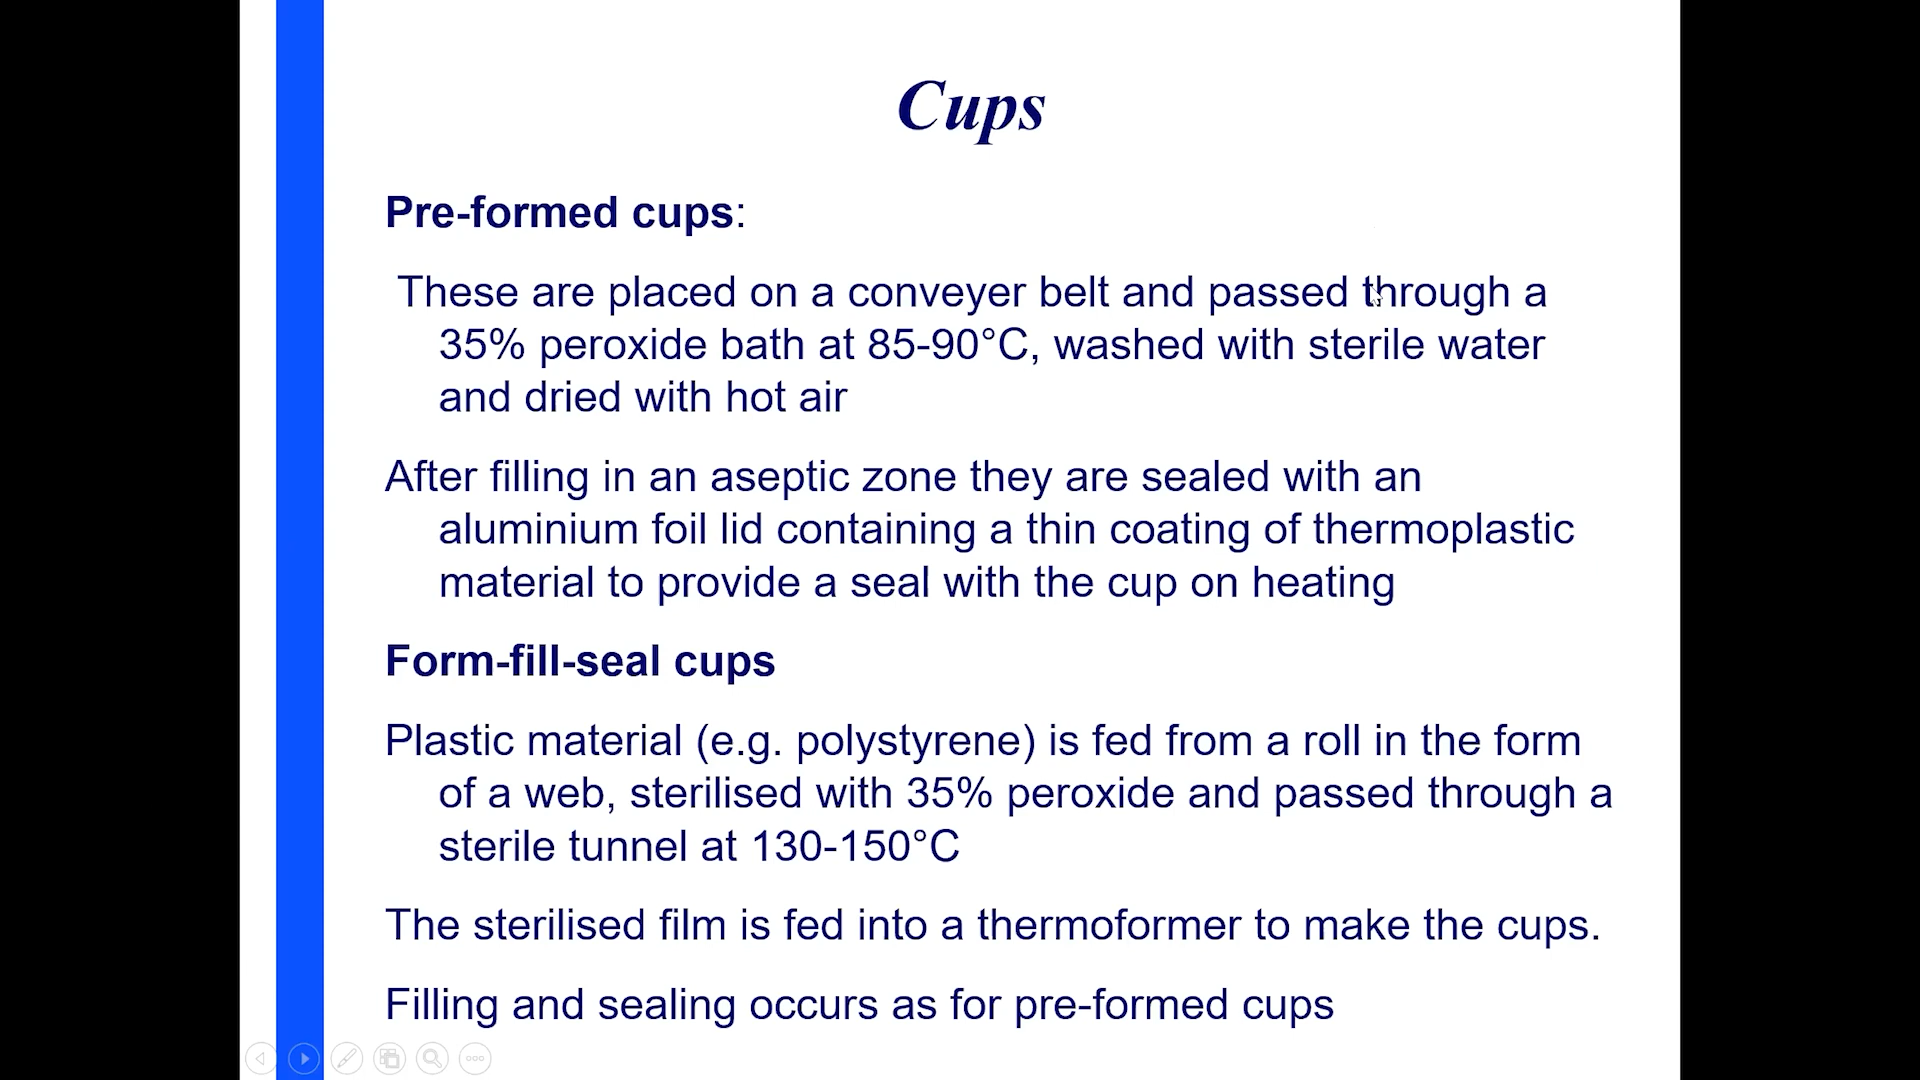 Cups
Pre-formed cups:
These are placed on a conveyer belt and passed through a
35% peroxide bath at 85-90°C, washed with sterile water
and dried with hot air
After filling in an aseptic zone they are sealed with an
aluminium foil lid containing a thin coating of thermoplastic
material to provide a seal with the cup on heating
Form-fill-seal cups
Plastic material (e.g. polystyrene) is fed from a roll in the form
of a web, sterilised with 35% peroxide and passed through a
sterile tunnel at 130-150°C
The sterilised film is fed into a thermoformer to make the cups.
Filling and sealing occurs as for pre-formed cups